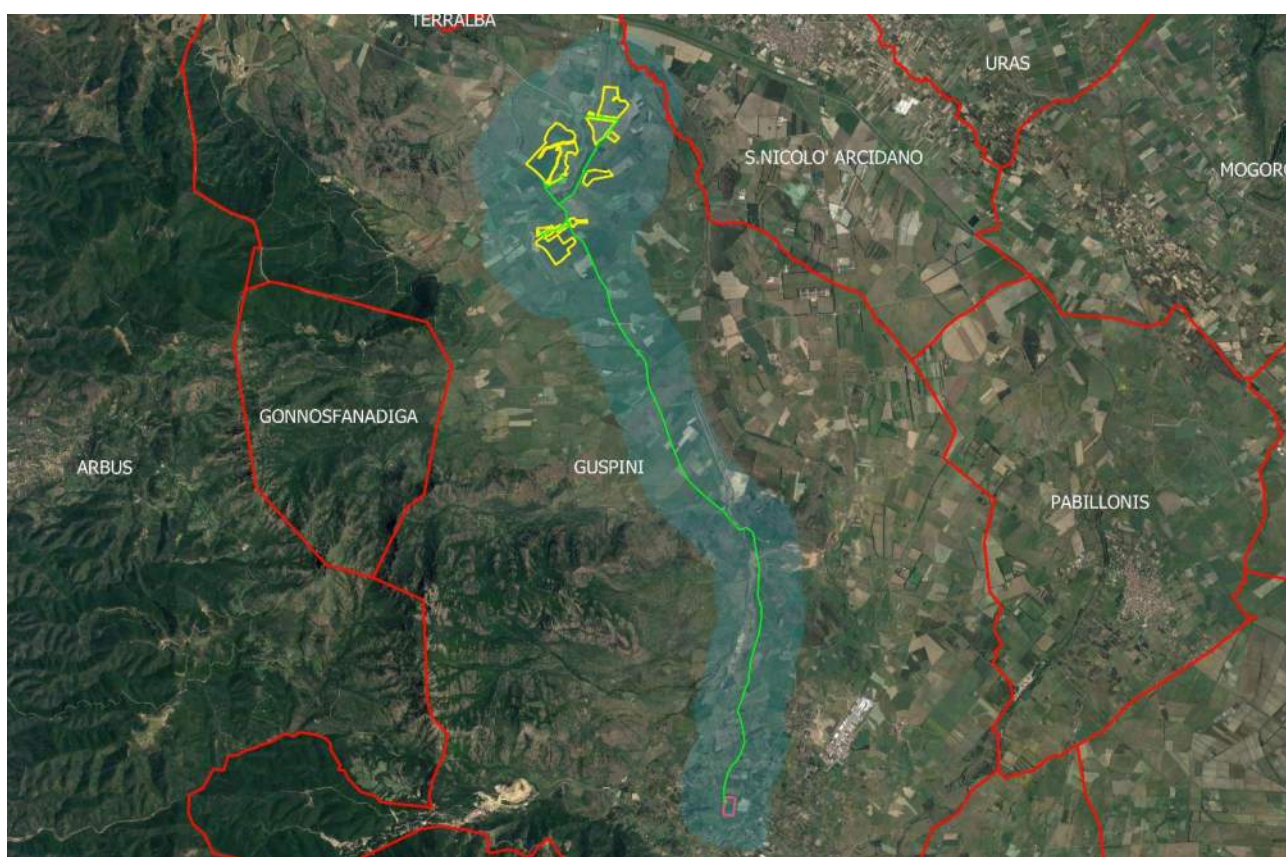 TERRALBA
URAS
S.NICOLO' ARCIDANO
MOGORO
GONNOSFANADIGA
ARBUS
GUSPINI
PABILLONIS